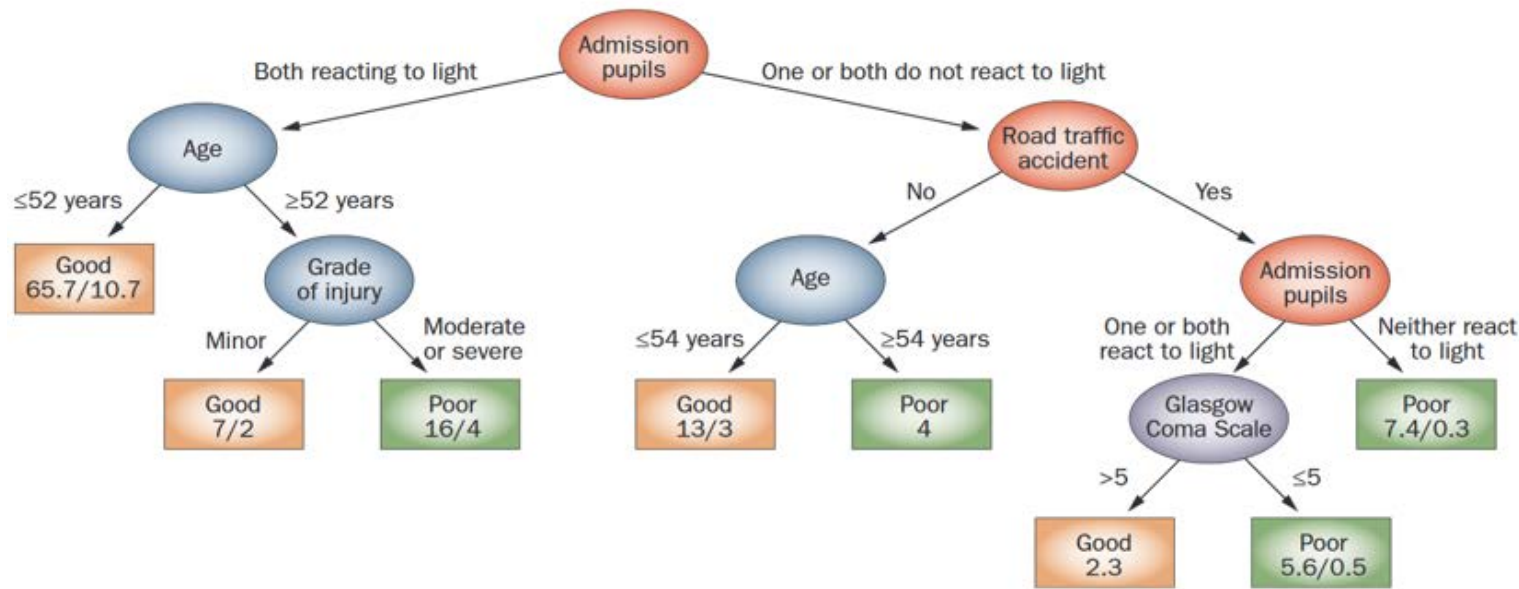 Admission
pupils
Both reacting to light
One or both do not react to light
Age
Road traffic
accident
≤52 years
≥52 years
No
Yes
Good
65.7/10.7
Grade
of injury
Age
Admission
pupils
Minor
Moderate
or severe
≤54 years
≥54 years
One or both
react to light
Neither react
to light
Good
7/2
Poor
16/4
Good
13/3
Poor
4
Glasgow
Coma Scale
Poor
7.4/0.3
>5
≤5
Good
2.3
Poor
5.6/0.5